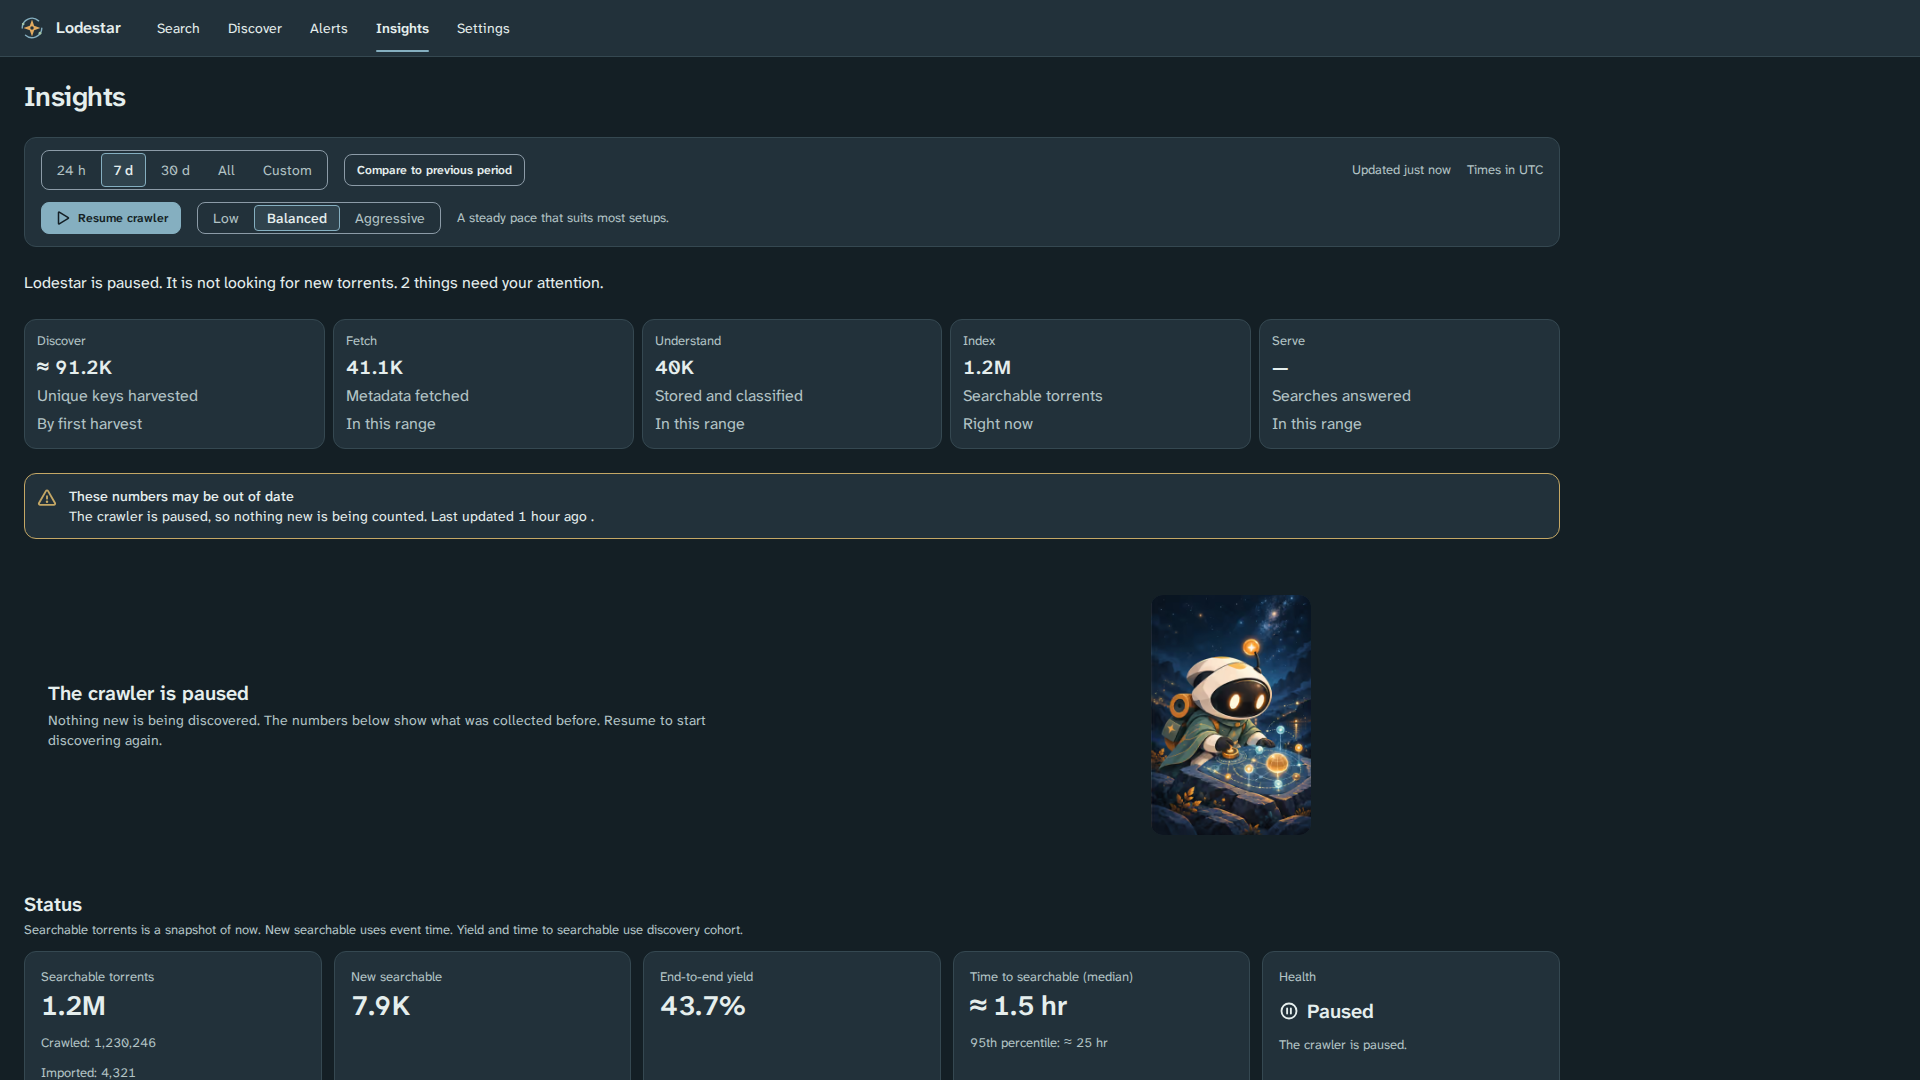 Lodestar
Search
Discover
Alerts
Insights
Settings
Insights
24 h
7 d
30 d
All
Custom
Compare to previous period
Updated just now
Times in UTC
Resume crawler
Low
Balanced
Aggressive
A steady pace that suits most setups.
Lodestar is paused. It is not looking for new torrents. 2 things need your attention.
Discover
≈ 91.2K
Unique keys harvested
By first harvest
Fetch
41.1K
Metadata fetched
In this range
Understand
40K
Stored and classified
In this range
Index
1.2M
Searchable torrents
Right now
Serve
—
Searches answered
In this range
These numbers may be out of date
The crawler is paused, so nothing new is being counted. Last updated 1 hour ago .
The crawler is paused
Nothing new is being discovered. The numbers below show what was collected before. Resume to start
discovering again.
Status
Searchable torrents is a snapshot of now. New searchable uses event time. Yield and time to searchable use discovery cohort.
Searchable torrents
1.2M
Crawled: 1,230,246
Imported: 4,321
New searchable
7.9K
End-to-end yield
43.7%
Time to searchable (median)
≈ 1.5 hr
95th percentile: ≈ 25 hr
Health
Paused
The crawler is paused.